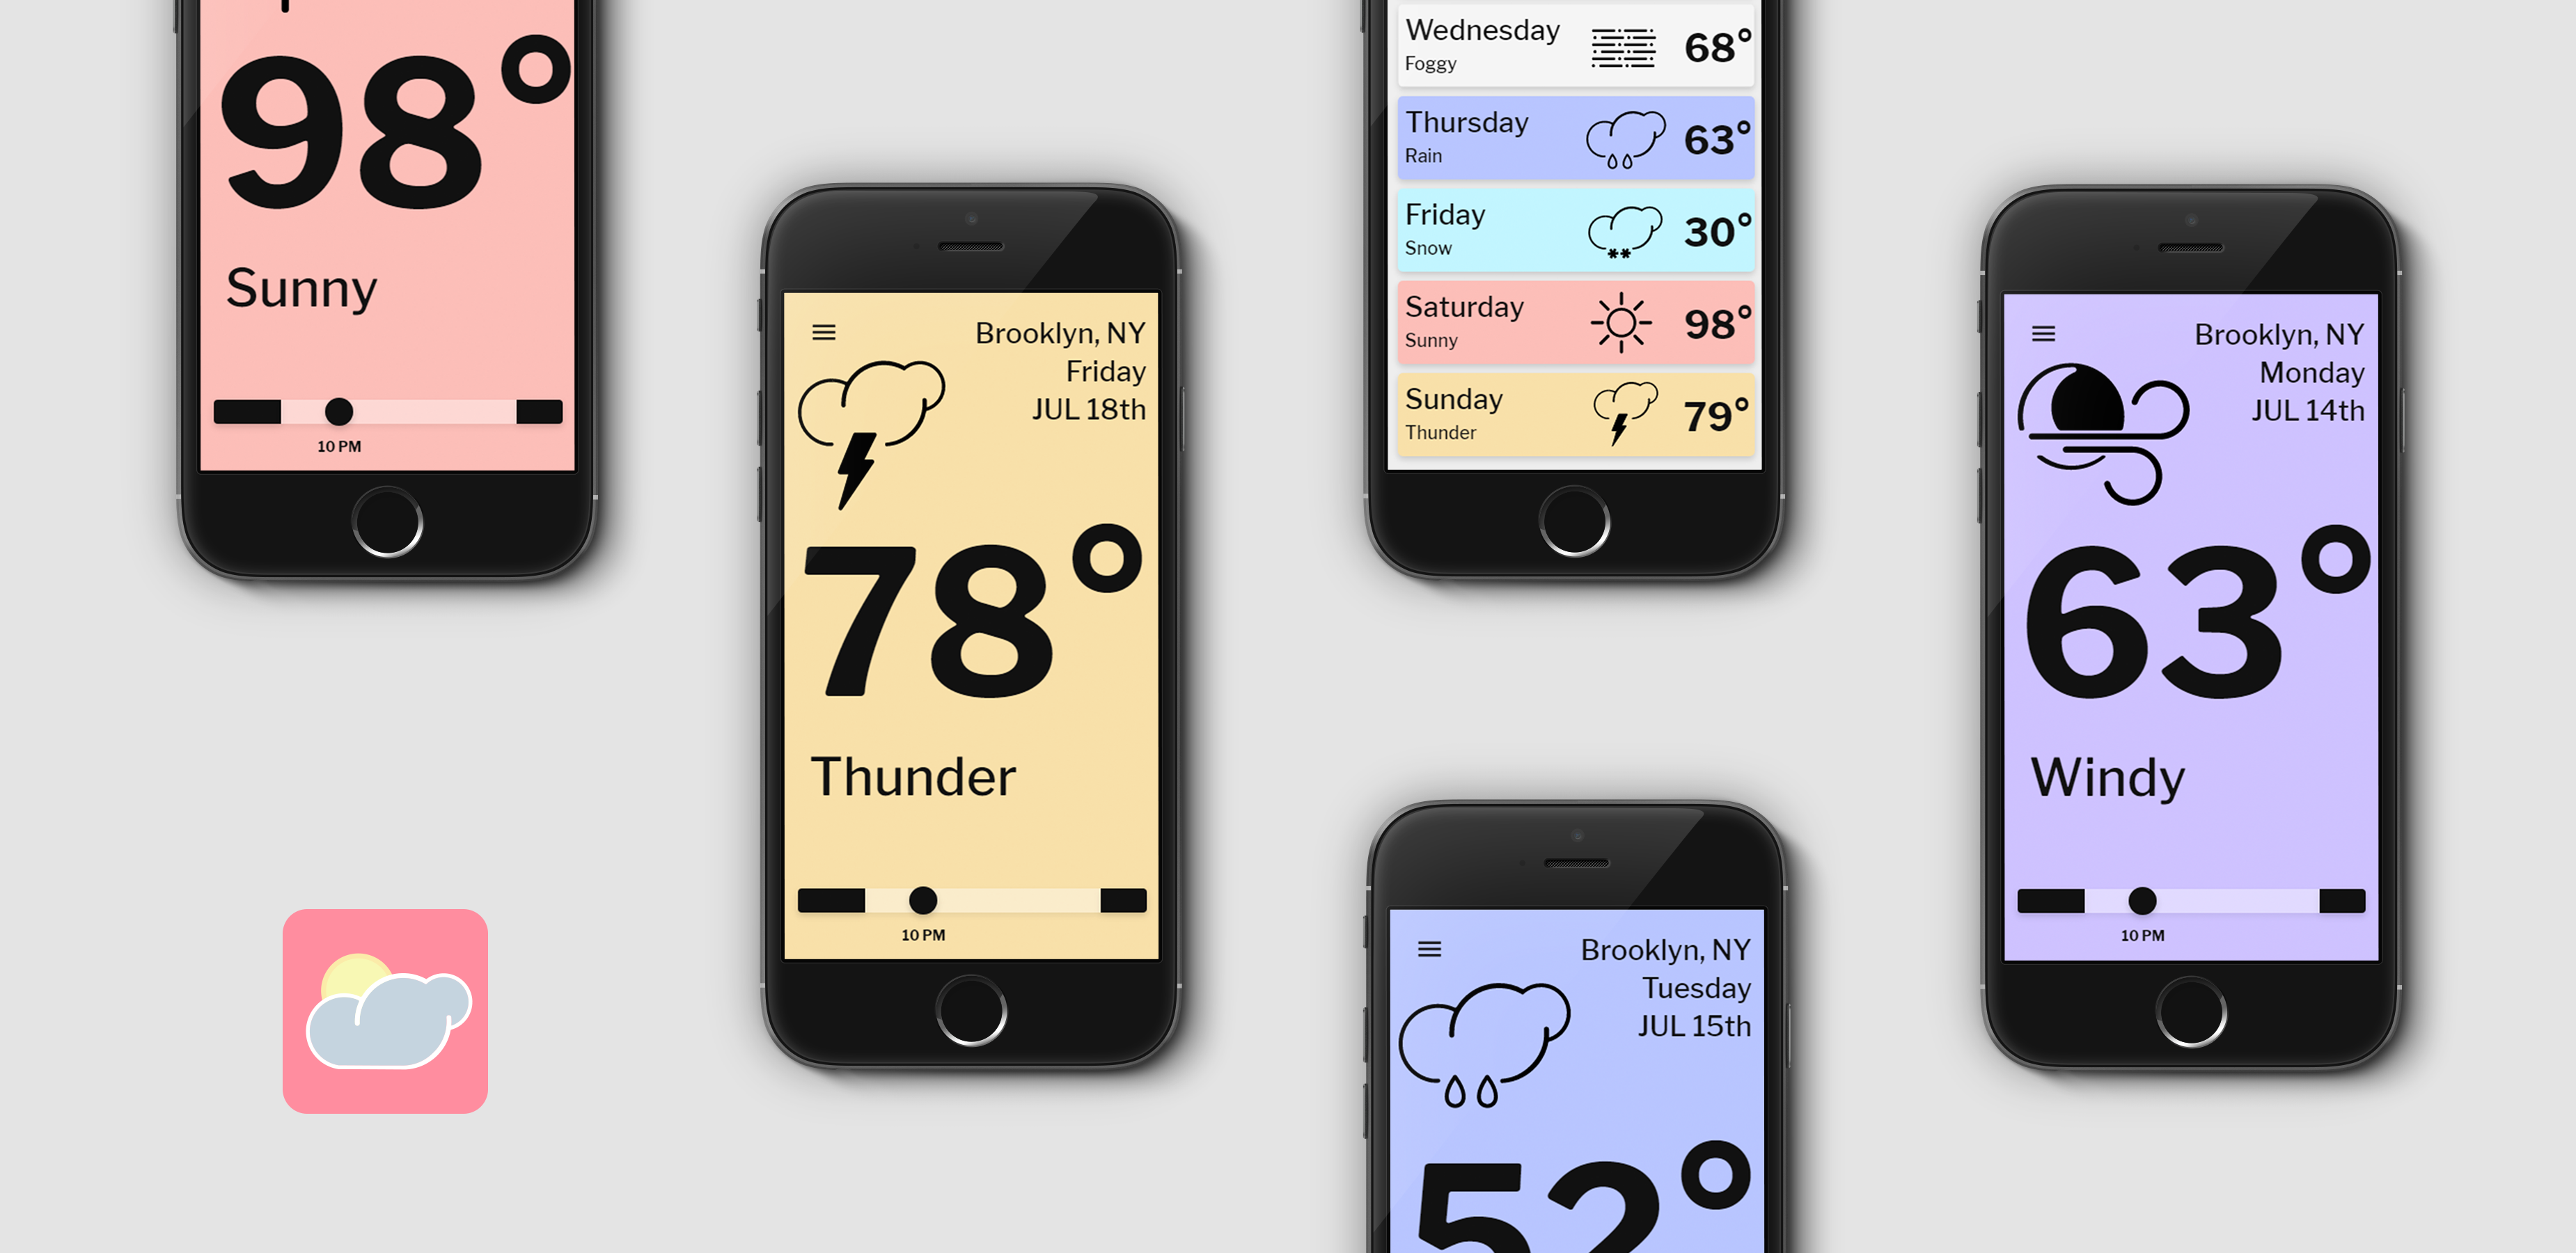 98°
Sunny
10 PM
Brooklyn, NY
Friday
JUL 18th
78°
Thunder
10 PM
Wednesday
Foggy
68°
Thursday
Rain
63°
Friday
Snow
30°
Saturday
Sunny
98°
Sunday
Thunder
79°
Brooklyn, NY
Tuesday
JUL 15th
52°
Brooklyn, NY
Monday
JUL 14th
63°
Windy
10 PM